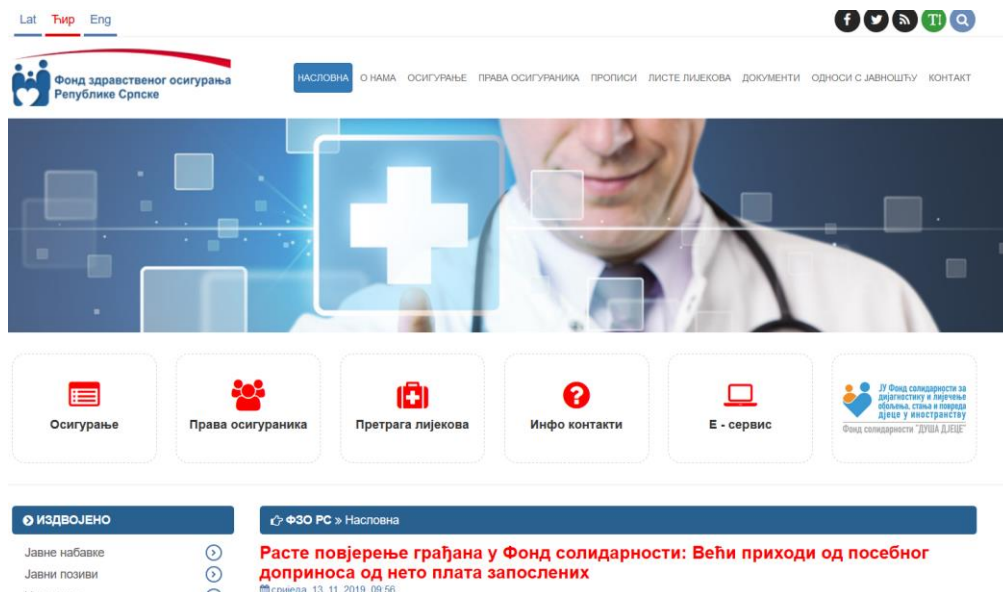 Lat Ћир Eng
Фонд здравственог осигурања
Републике Српске
НАСЛОВНА О НАМА ОСИГУРАЊЕ ПРАВА ОСИГУРАНИКА ПРОПИСИ ЛИСТЕ ЛИЈЕКОВА ДОКУМЕНТИ ОДНОСИ С ЈАВНОШЋУ КОНТАКТ
Осигурање
Права осигураника
Претрага лијекова
Инфо контакти
Е - сервис
ЈУ Фонд солидарности за
дијагностику и лијечење
обољења, стања и повреда
дјеце у иностранству
Фонд солидарности "ДУША ДЈЕЦЕ"
ИЗДВОЈЕНО
Јавне набавке
Јавни позиви
ФЗО РС » Насловна
Расте повјерење грађана у Фонд солидарности: Већи приходи од посебног
доприноса од нето плата запослених
сриједа, 13. 11. 2019. 09:56